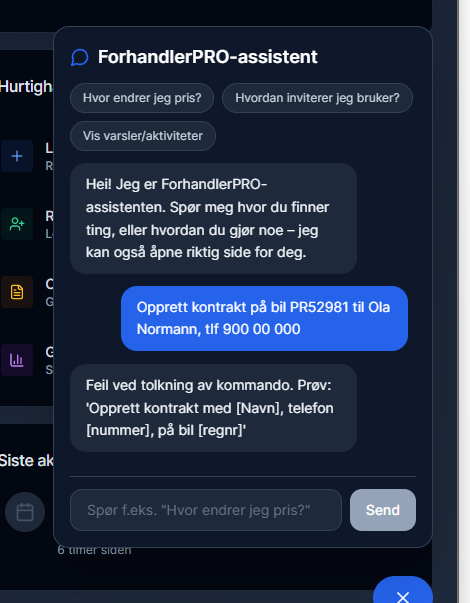 ForhandlerPRO-assistent
Hvor endrer jeg pris?
Hvordan inviterer jeg bruker?
Vis varsler/aktiviteter
Hei! Jeg er ForhandlerPRO-
assistenten. Spør meg hvor du finner
ting, eller hvordan du gjør noe – jeg
kan også åpne riktig side for deg.
Opprett kontrakt på bil PR52981 til Ola
Normann, tlf 900 00 000
Feil ved tolkning av kommando. Prøv:
'Opprett kontrakt med [Navn], telefon
[nummer], på bil [regnr]'
Spør f.eks. "Hvor endrer jeg pris?"
Send
Siste ak
6 timer siden